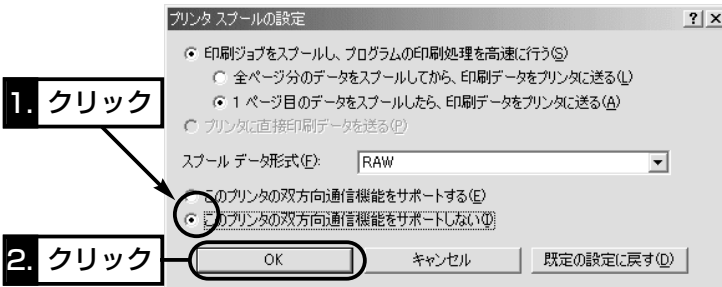 プリンタ スプールの設定
? ×
印刷ジョブをスプールし、プログラムの印刷処理を高速に行う(S)
全ページ分のデータをスプールしてから、印刷データをプリンタに送る(L)
1 ページ目のデータをスプールしたら、印刷データをプリンタに送る(A)
1. クリック
プリンタに直接印刷データを送る(P)
スプール データ形式(F): RAW
このプリンタの双方向通信機能をサポートする(E)
このプリンタの双方向通信機能をサポートしない(I)
2. クリック
OK キャンセル 既定の設定に戻す(D)